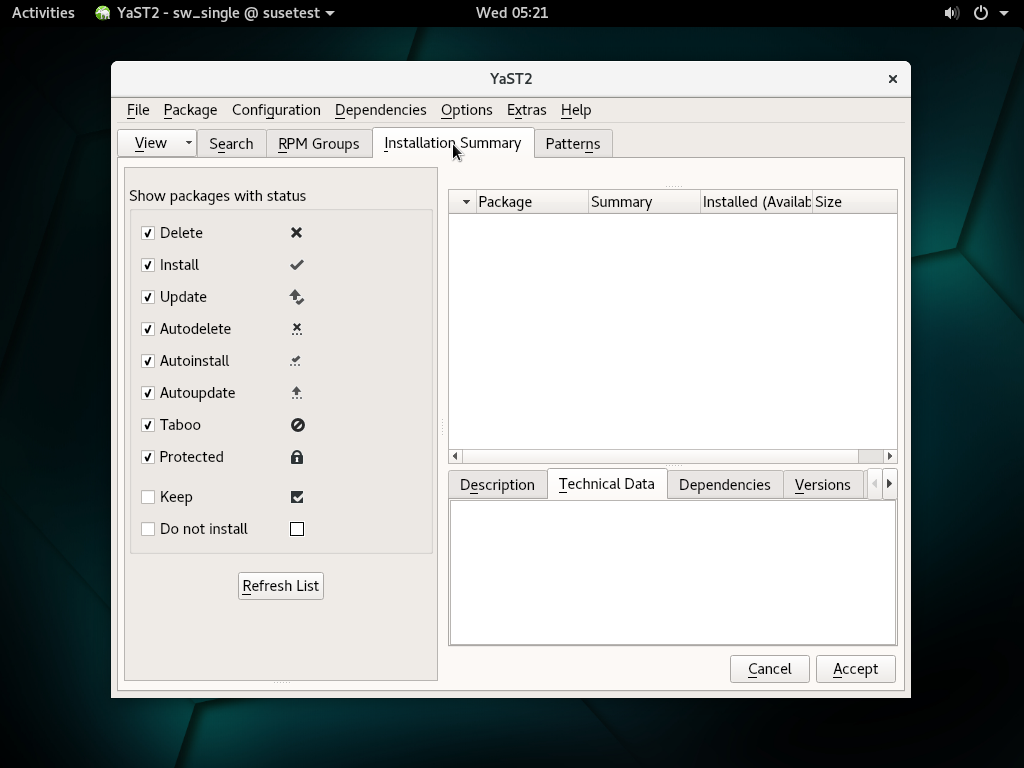 Activities YaST2 - sw_single @ susetest Wed 05:21
YaST2
File Package Configuration Dependencies Options Extras Help
View Search RPM Groups Installation Summary Patterns
Show packages with status
Delete
Install
Update
Autodelete
Autoinstall
Autoupdate
Taboo
Protected
Keep
Do not install
Refresh List
Package Summary Installed (Availab Size
Description Technical Data Dependencies Versions
Cancel Accept